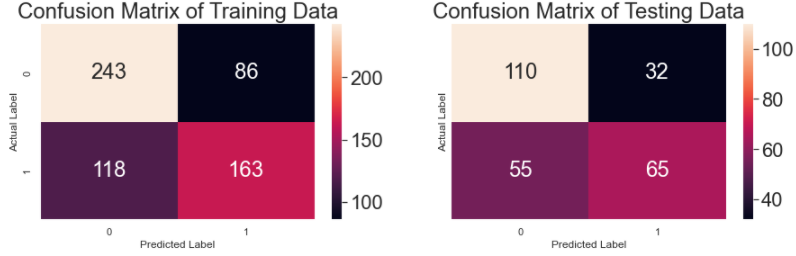 Confusion Matrix of Training Data
Actual Label
0
1
243 86
118 163
0 1
Predicted Label
200
150
100
Confusion Matrix of Testing Data
Actual Label
110 32
55 65
0 1
Predicted Label
100
80
60
40